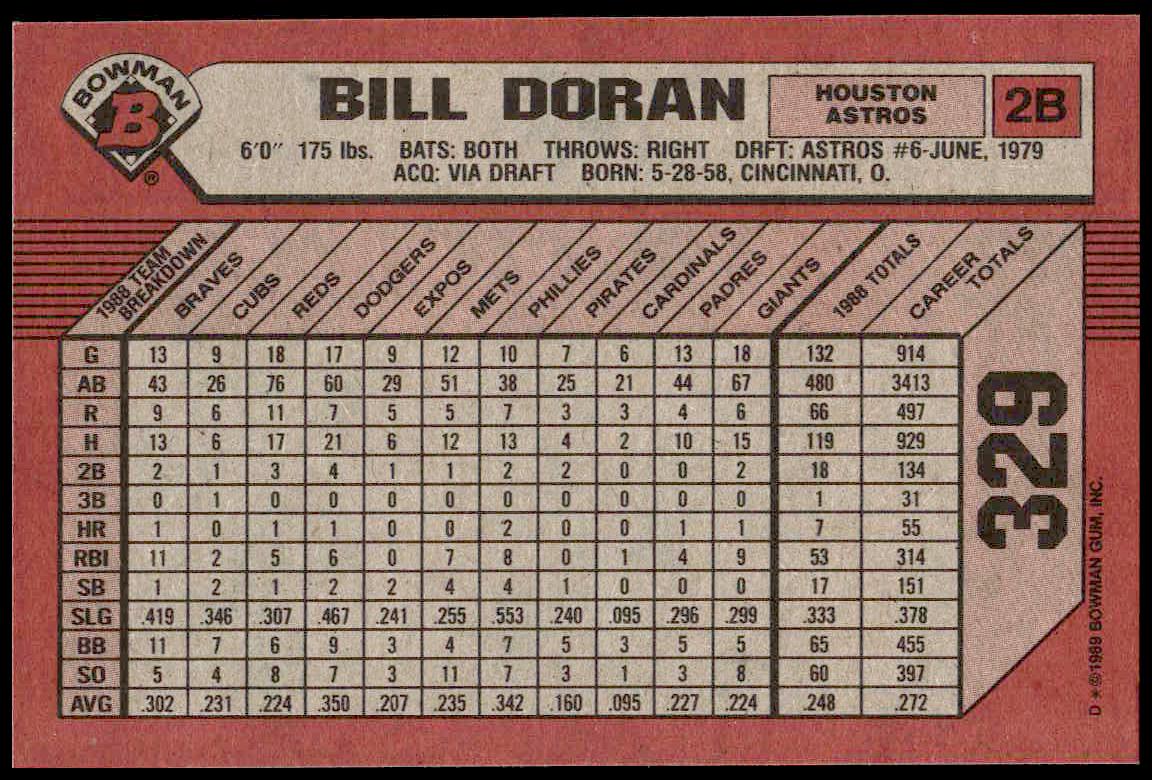 BOWMAN
B
®
BILL DORAN
HOUSTON
ASTROS
2B
6'0" 175 lbs. BATS: BOTH THROWS: RIGHT DRFT: ASTROS #6-JUNE, 1979
ACQ: VIA DRAFT BORN: 5-28-58, CINCINNATI, O.
1988 TEAM BREAKDOWN BRAVES CUBS REDS DODGERS EXPOS METS PHILLIES PIRATES CARDINALS PADRES GIANTS 1988 TOTALS CAREER TOTALS
G 13 9 18 17 9 12 10 7 6 13 18 132 914
AB 43 26 76 60 29 51 38 25 21 44 67 480 3413
R 9 6 11 7 5 5 7 3 3 4 6 66 497
H 13 6 17 21 6 12 13 4 2 10 15 119 929
2B 2 1 3 4 1 1 2 2 0 0 2 18 134
3B 0 1 0 0 0 0 0 0 0 0 0 1 31
HR 1 0 1 1 0 0 2 0 0 1 1 7 55
RBI 11 2 5 6 0 7 8 0 1 4 9 53 314
SB 1 2 1 2 2 4 4 1 0 0 0 17 151
SLG .419 .346 .307 .467 .241 .255 .553 .240 .095 .296 .299 .333 .378
BB 11 7 6 9 3 4 7 5 3 5 5 65 455
SO 5 4 8 7 3 11 7 3 1 3 8 60 397
AVG .302 .231 .224 .350 .207 .235 .342 .160 .095 .227 .224 .248 .272
329
D*©1989 BOWMAN GUM, INC.